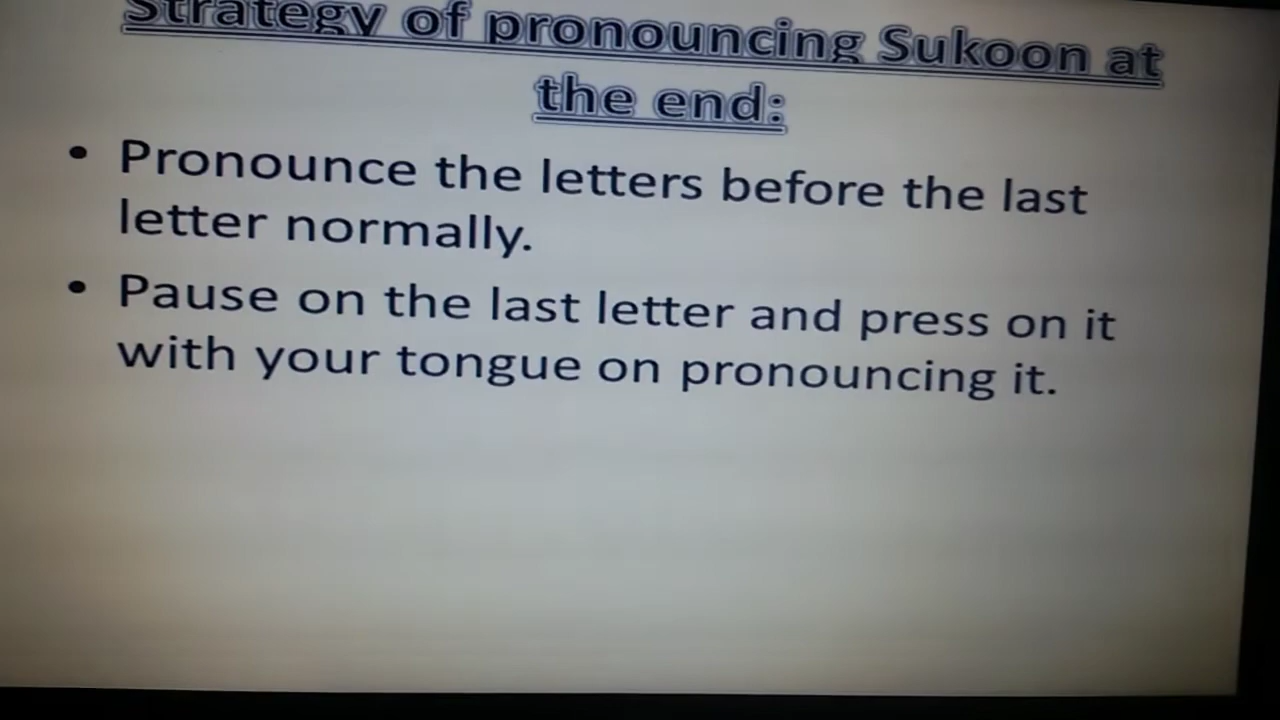 Strategy of pronouncing Sukoon at
the end:
• Pronounce the letters before the last
letter normally.
• Pause on the last letter and press on it
with your tongue on pronouncing it.